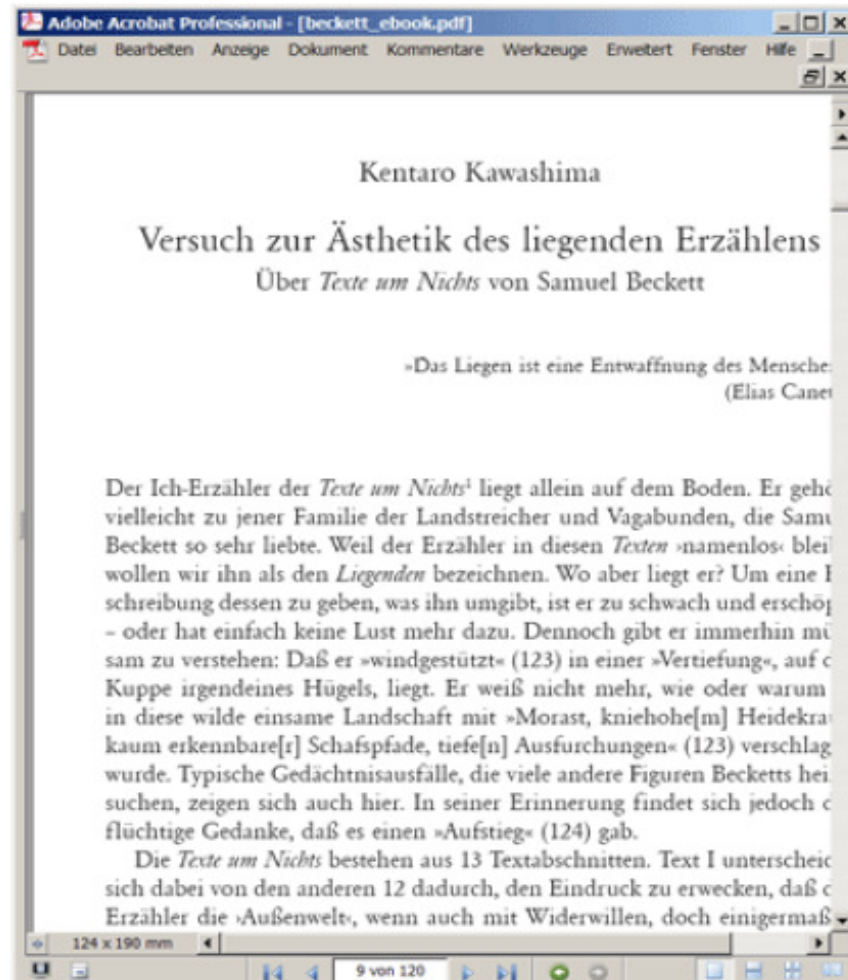 Adobe Acrobat Professional - [beckett_ebook.pdf]
Datei Bearbeiten Anzeige Dokument Kommentare Werkzeuge Erweitert Fenster Hilfe
Kentaro Kawashima
Versuch zur Ästhetik des liegenden Erzählens
Über Texte um Nichts von Samuel Beckett
»Das Liegen ist eine Entwaffnung des Mensche
(Elias Canet
Der Ich-Erzähler der Texte um Nichts¹ liegt allein auf dem Boden. Er gehö
vielleicht zu jener Familie der Landstreicher und Vagabunden, die Samu
Beckett so sehr liebte. Weil der Erzähler in diesen Texten ›namenlos‹ blei
wollen wir ihn als den Liegenden bezeichnen. Wo aber liegt er? Um eine
schreibung dessen zu geben, was ihn umgibt, ist er zu schwach und erschöp
– oder hat einfach keine Lust mehr dazu. Dennoch gibt er immerhin mü
sam zu verstehen: Daß er »windgestützt« (123) in einer »Vertiefung«, auf d
Kuppe irgendeines Hügels, liegt. Er weiß nicht mehr, wie oder warum
in diese wilde einsame Landschaft mit »Morast, kniehohe[m] Heidekra
kaum erkennbare[r] Schafspfade, tiefe[n] Ausfurchungen« (123) verschlag
wurde. Typische Gedächtnisausfälle, die viele andere Figuren Becketts hei
suchen, zeigen sich auch hier. In seiner Erinnerung findet sich jedoch d
flüchtige Gedanke, daß es einen »Aufstieg« (124) gab.
Die Texte um Nichts bestehen aus 13 Textabschnitten. Text I unterscheid
sich dabei von den anderen 12 dadurch, den Eindruck zu erwecken, daß d
Erzähler die ›Außenwelt‹, wenn auch mit Widerwillen, doch einigermaß
124 x 190 mm
9 von 120